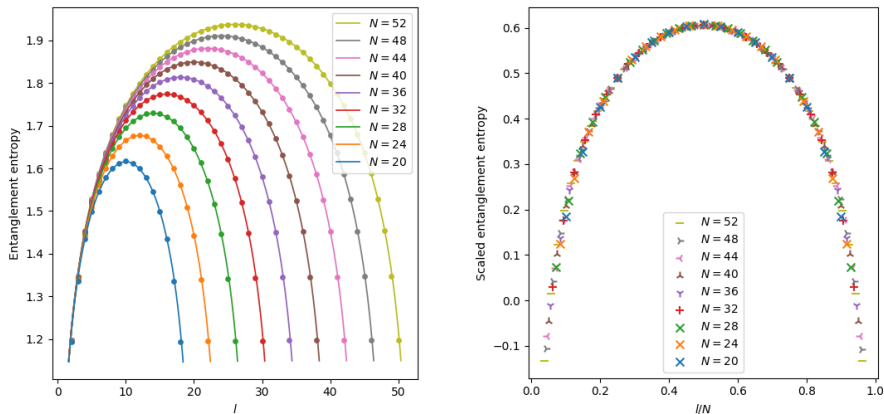 Entanglement entropy
1.9
1.8
1.7
1.6
1.5
1.4
1.3
1.2
0 10 20 30 40 50
l
N = 52
N = 48
N = 44
N = 40
N = 36
N = 32
N = 28
N = 24
N = 20
Scaled entanglement entropy
0.6
0.5
0.4
0.3
0.2
0.1
0.0
−0.1
0.0 0.2 0.4 0.6 0.8 1.0
l/N
N = 52
N = 48
N = 44
N = 40
N = 36
N = 32
N = 28
N = 24
N = 20